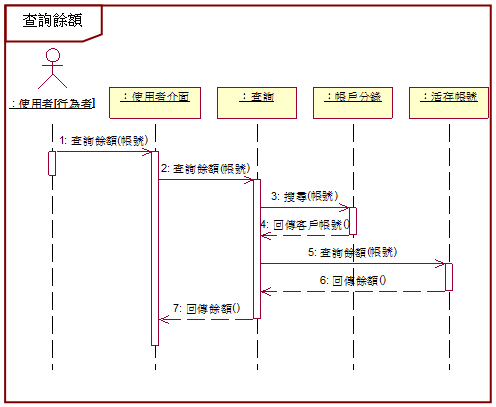 查詢餘額
: 使用者[行為者]
: 使用者介面
: 查詢
: 帳戶分錄
: 活存帳號
1: 查詢餘額(帳號)
2: 查詢餘額(帳號)
3: 搜尋(帳號)
4: 回傳客戶帳號()
5: 查詢餘額(帳號)
6: 回傳餘額()
7: 回傳餘額()